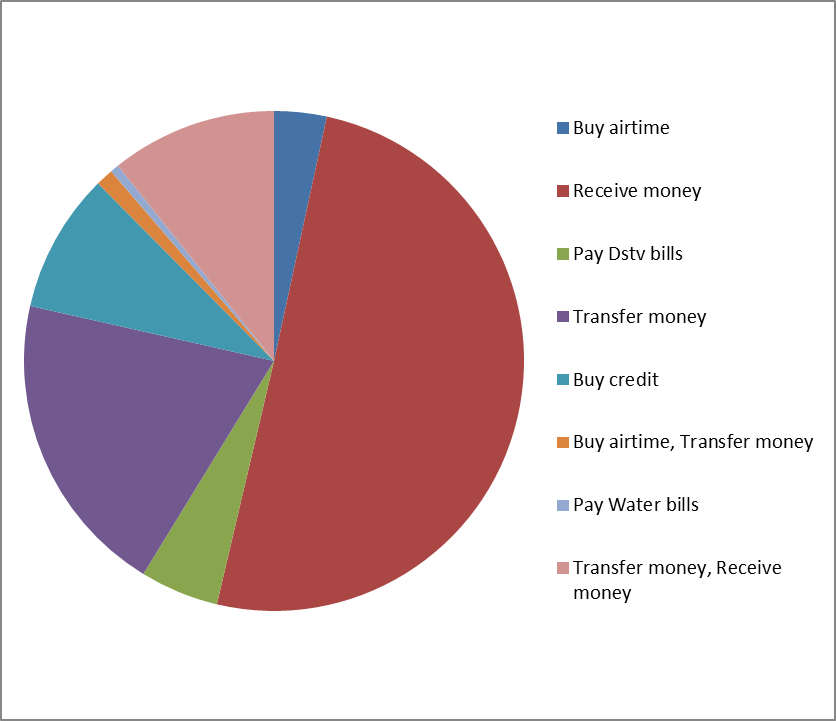 Buy airtime
Receive money
Pay Dstv bills
Transfer money
Buy credit
Buy airtime, Transfer money
Pay Water bills
Transfer money, Receive
money